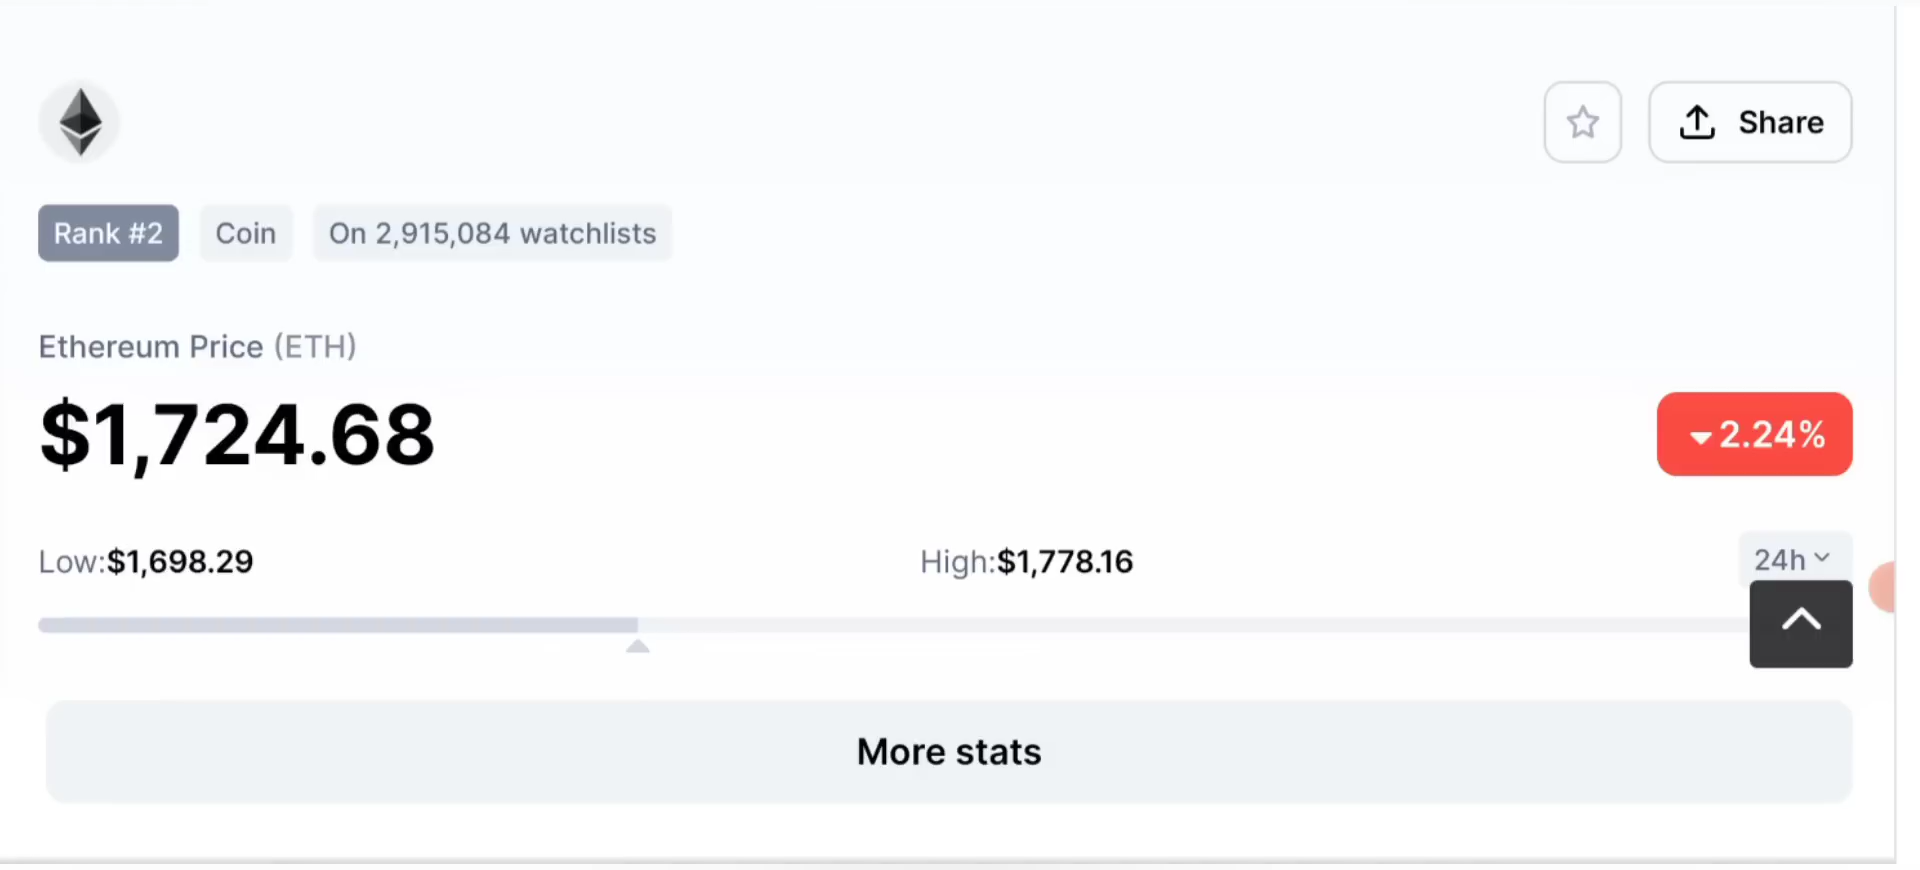 Share
Rank #2 Coin On 2,915,084 watchlists
Ethereum Price (ETH)
$1,724.68 2.24%
Low:$1,698.29 High:$1,778.16 24h
More stats